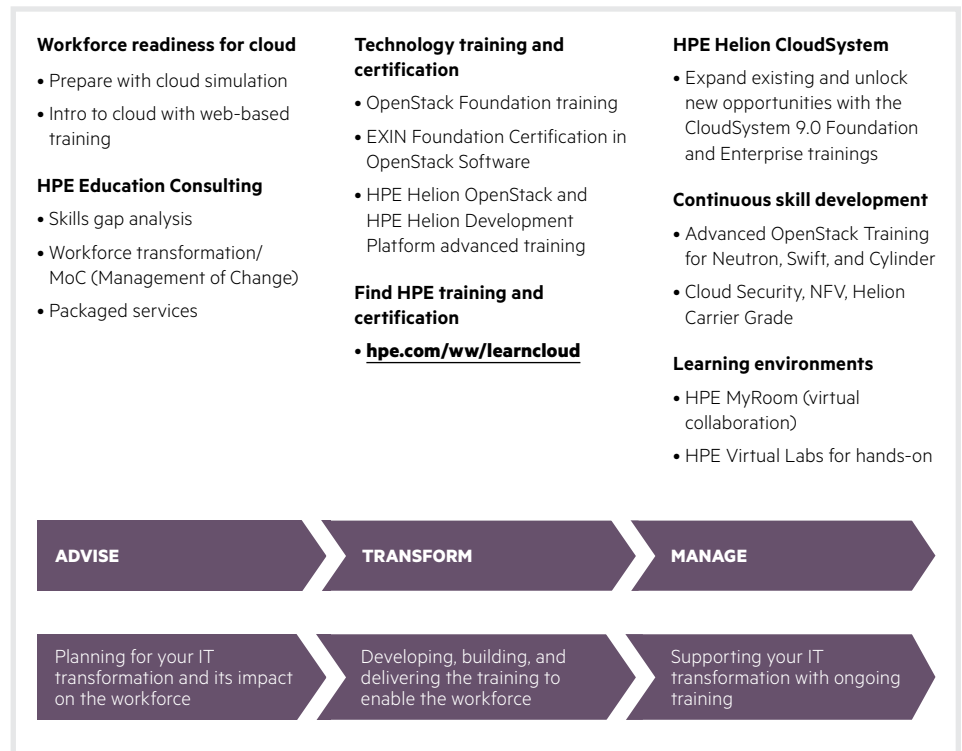 Workforce readiness for cloud
• Prepare with cloud simulation
• Intro to cloud with web-based
training
HPE Education Consulting
• Skills gap analysis
• Workforce transformation/
MoC (Management of Change)
• Packaged services
Technology training and
certification
• OpenStack Foundation training
• EXIN Foundation Certification in
OpenStack Software
• HPE Helion OpenStack and
HPE Helion Development
Platform advanced training
Find HPE training and
certification
• hpe.com/ww/learncloud
HPE Helion CloudSystem
• Expand existing and unlock
new opportunities with the
CloudSystem 9.0 Foundation
and Enterprise trainings
Continuous skill development
• Advanced OpenStack Training
for Neutron, Swift, and Cylinder
• Cloud Security, NFV, Helion
Carrier Grade
Learning environments
• HPE MyRoom (virtual
collaboration)
• HPE Virtual Labs for hands-on
ADVISE
TRANSFORM
MANAGE
Planning for your IT
transformation and its impact
on the workforce
Developing, building, and
delivering the training to
enable the workforce
Supporting your IT
transformation with ongoing
training